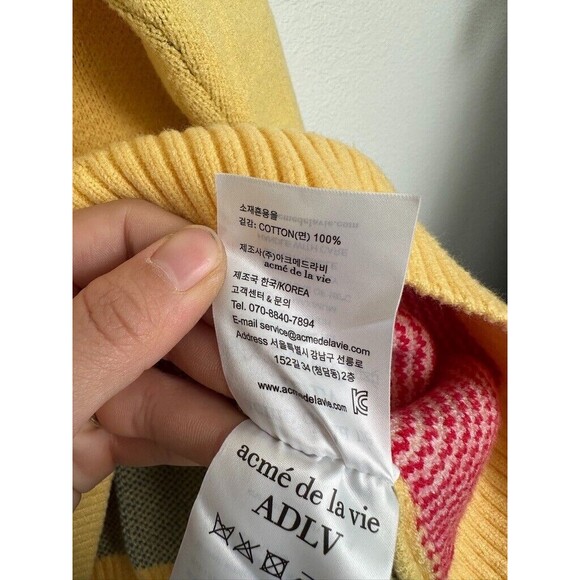 소재혼용율
겉감: COTTON(면) 100%
제조사(주)아크메드라비
acmé de la vie
제조국 한국/KOREA
고객센터 & 문의
Tel. 070-8840-7894
E-mail service@acmedelavie.com
Address 서울특별시 강남구 선릉로
152길 34 (청담동) 2층
www.acmedelavie.com
acmé de la vie
ADLV